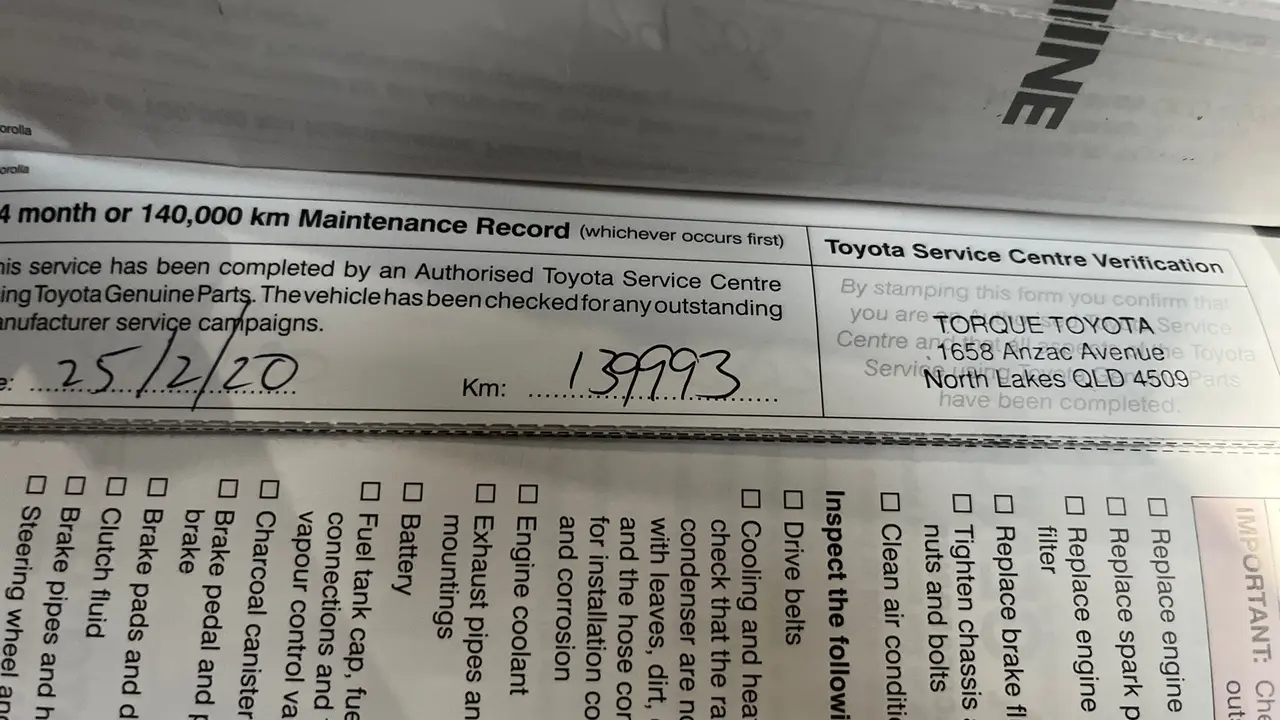 INE
orolla
orolla
4 month or 140,000 km Maintenance Record (whichever occurs first)
his service has been completed by an Authorised Toyota Service Centre
ing Toyota Genuine Parts. The vehicle has been checked for any outstanding
anufacturer service campaigns.
e: 25/2/20 Km: 139993
Toyota Service Centre Verification
By stamping this form you confirm that
you are Service
Centre and that the Toyota
Service Parts
have been completed.
TORQUE TOYOTA
1658 Anzac Avenue
North Lakes QLD 4509
IMPORTANT: Che
out
Replace engine
Replace spark p
Replace engine
filter
Replace brake fl
Tighten chassis
nuts and bolts
Clean air conditi
Inspect the followi
Drive belts
Cooling and hea
check that the ra
condenser are no
with leaves, dirt,
and the hose con
for installation co
and corrosion
Engine coolant
Exhaust pipes an
mountings
Battery
Fuel tank cap, fue
connections and
vapour control va
Charcoal canister
Brake pedal and p
brake
Brake pads and d
Clutch fluid
Brake pipes and h
Steering wheel and